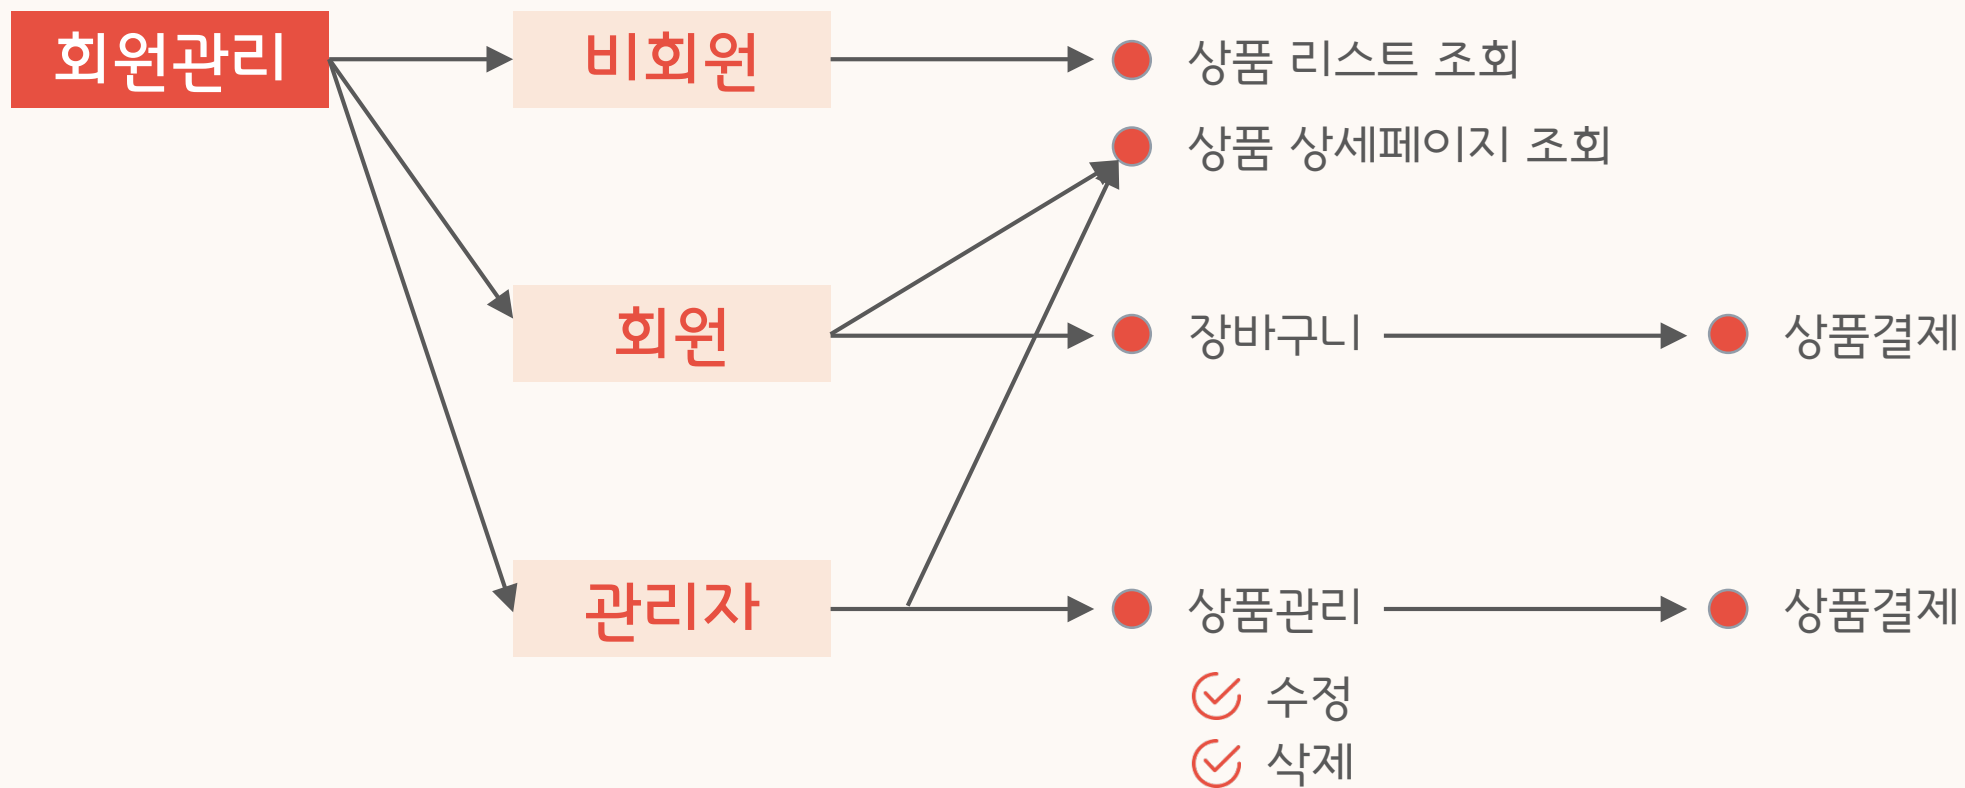 회원관리
비회원
상품 리스트 조회
상품 상세페이지 조회
회원
장바구니
상품결제
관리자
상품관리
상품결제
수정
삭제